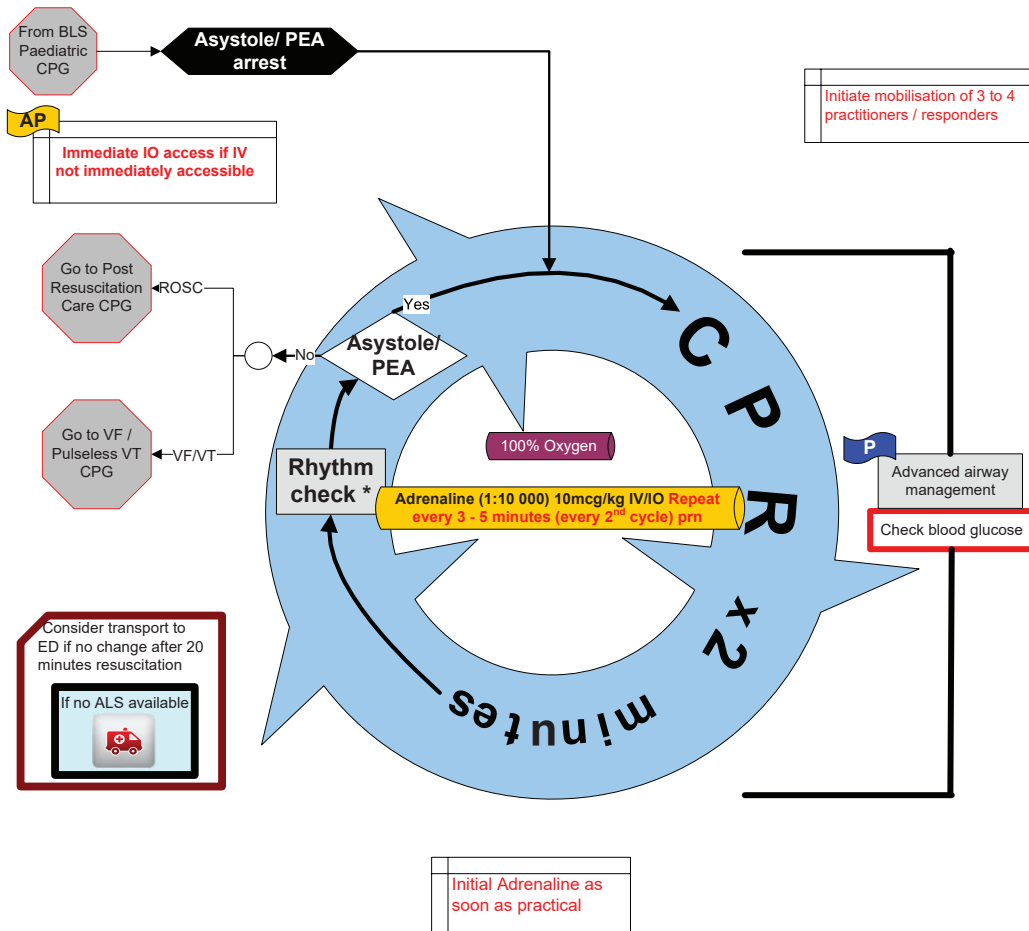 From BLS
Paediatric
CPG
Asystole/ PEA
arrest
Initiate mobilisation of 3 to 4
practitioners / responders
AP
Immediate IO access if IV
not immediately accessible
Go to Post
Resuscitation
Care CPG
ROSC
Yes
Asystole/
PEA
No
Go to VF /
Pulseless VT
CPG
VF/VT
Rhythm
check *
100% Oxygen
Adrenaline (1:10 000) 10mcg/kg IV/IO Repeat
every 3 - 5 minutes (every 2nd cycle) prn
CPR x2 minutes
P
Advanced airway
management
Check blood glucose
Consider transport to
ED if no change after 20
minutes resuscitation
If no ALS available
Initial Adrenaline as
soon as practical